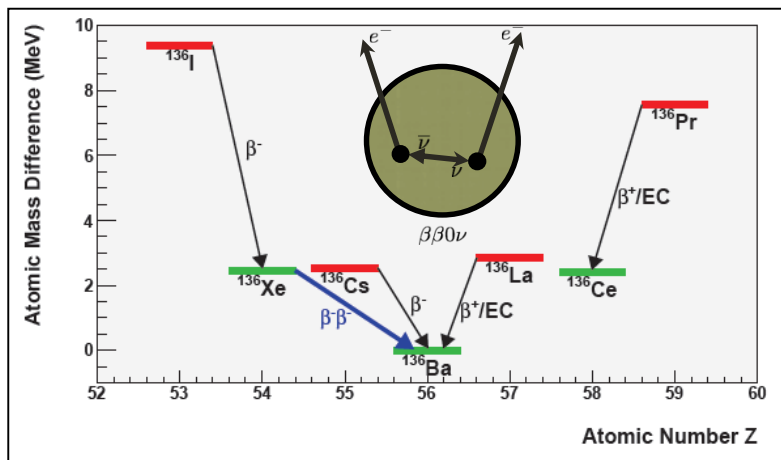 Atomic Mass Difference (MeV)
10
8
6
4
2
0
¹³⁶I
β⁻
¹³⁶Xe
β⁻β⁻
¹³⁶Cs
β⁻
¹³⁶Ba
¹³⁶La
β⁺/EC
¹³⁶Ce
β⁺/EC
¹³⁶Pr
e⁻
e⁻
ν̅
ν
ββ0ν
52
53
54
55
56
57
58
59
60
Atomic Number Z